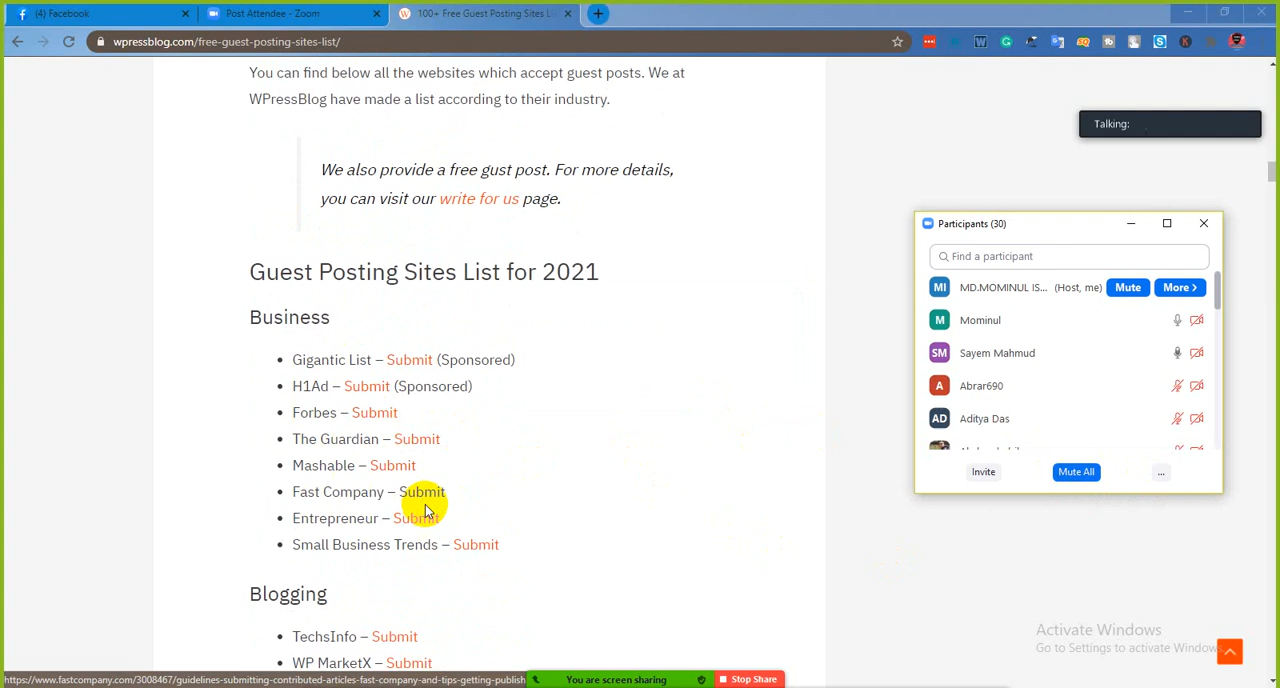 (4) Facebook
Post Attendee - Zoom
100+ Free Guest Posting Sites Li
wpressblog.com/free-guest-posting-sites-list/
You can find below all the websites which accept guest posts. We at
WPressBlog have made a list according to their industry.
We also provide a free gust post. For more details,
you can visit our write for us page.
Guest Posting Sites List for 2021
Business
• Gigantic List – Submit (Sponsored)
• H1Ad – Submit (Sponsored)
• Forbes – Submit
• The Guardian – Submit
• Mashable – Submit
• Fast Company – Submit
• Entrepreneur – Submit
• Small Business Trends – Submit
Blogging
• TechsInfo – Submit
• WP MarketX – Submit
Talking:
Participants (30)
Find a participant
MI MD.MOMINUL IS... (Host, me) Mute More
M Mominul
SM Sayem Mahmud
A Abrar690
AD Aditya Das
Invite Mute All ...
Activate Windows
Go to Settings to activate Windows.
https://www.fastcompany.com/3008467/guidelines-submitting-contributed-articles-fast-company-and-tips-getting-publish
You are screen sharing Stop Share